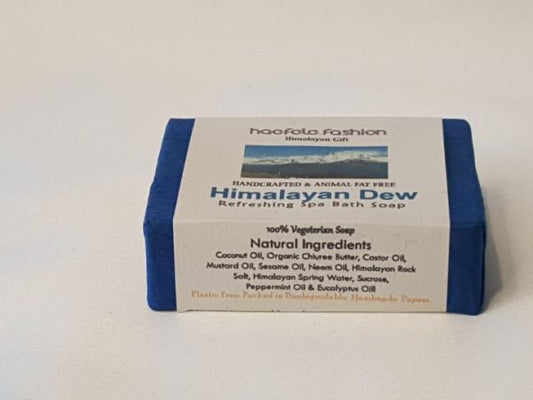 haefele fashion
Himalayan Gift
HANDCRAFTED & ANIMAL FAT FREE
Himalayan Dew
Refreshing Spa Bath Soap
100% Vegeterian Soap
Natural Ingredients
Coconut Oil, Organic Chiuree Butter, Castor Oil,
Mustard Oil, Sesame Oil, Neem Oil, Himalayan Rock
Salt, Himalayan Spring Water, Sucrose,
Peppermint Oil & Eucalyptus Oill
Plastic Free. Packed in Biodegradable Handmade Papers